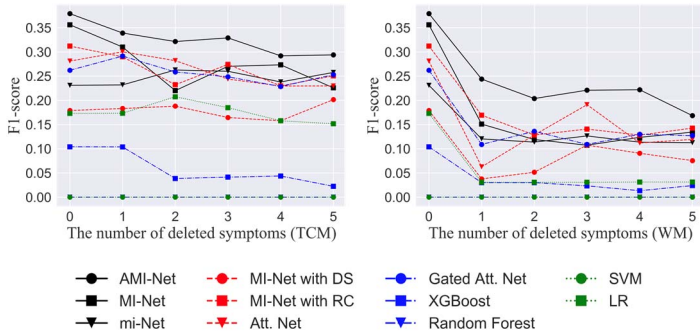 0.35
0.30
0.25
0.20
0.15
0.10
0.05
0.00
F1-score
0 1 2 3 4 5
The number of deleted symptoms (TCM)
0.35
0.30
0.25
0.20
0.15
0.10
0.05
0.00
F1-score
0 1 2 3 4 5
The number of deleted symptoms (WM)
AMI-Net
MI-Net
mi-Net
MI-Net with DS
MI-Net with RC
Att. Net
Gated Att. Net
XGBoost
Random Forest
SVM
LR